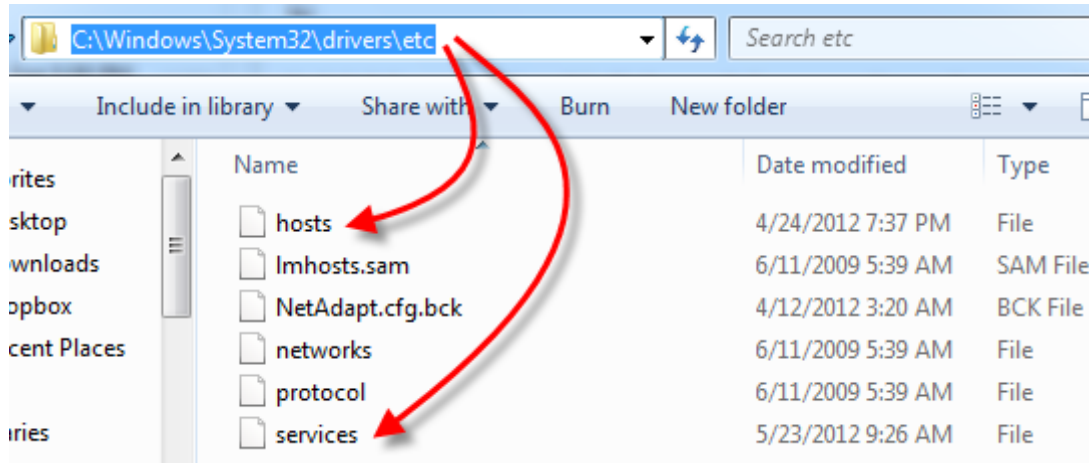 C:\Windows\System32\drivers\etc Search etc
Include in library Share with Burn New folder
Name Date modified Type
rites
sktop hosts 4/24/2012 7:37 PM File
wnloads lmhosts.sam 6/11/2009 5:39 AM SAM File
opbox NetAdapt.cfg.bck 4/12/2012 3:20 AM BCK File
cent Places networks 6/11/2009 5:39 AM File
protocol 6/11/2009 5:39 AM File
ries services 5/23/2012 9:26 AM File